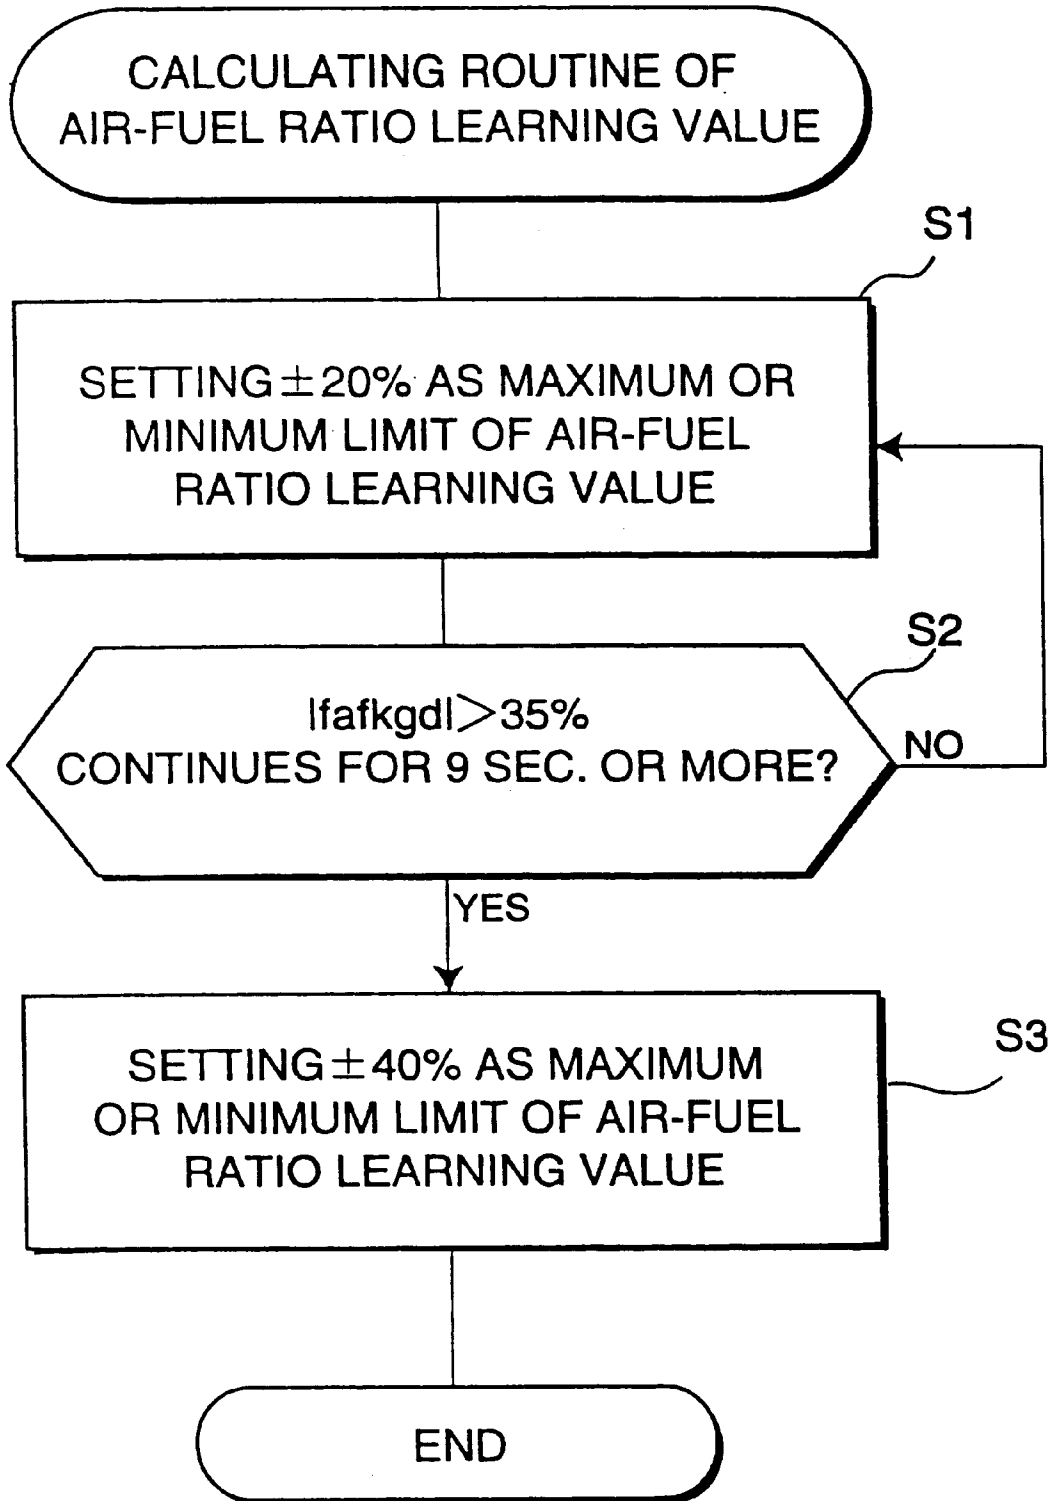 CALCULATING ROUTINE OF
AIR-FUEL RATIO LEARNING VALUE
S1
SETTING±20% AS MAXIMUM OR
MINIMUM LIMIT OF AIR-FUEL
RATIO LEARNING VALUE
S2
|fafkgd|>35%
CONTINUES FOR 9 SEC. OR MORE?
NO
YES
S3
SETTING±40% AS MAXIMUM
OR MINIMUM LIMIT OF AIR-FUEL
RATIO LEARNING VALUE
END